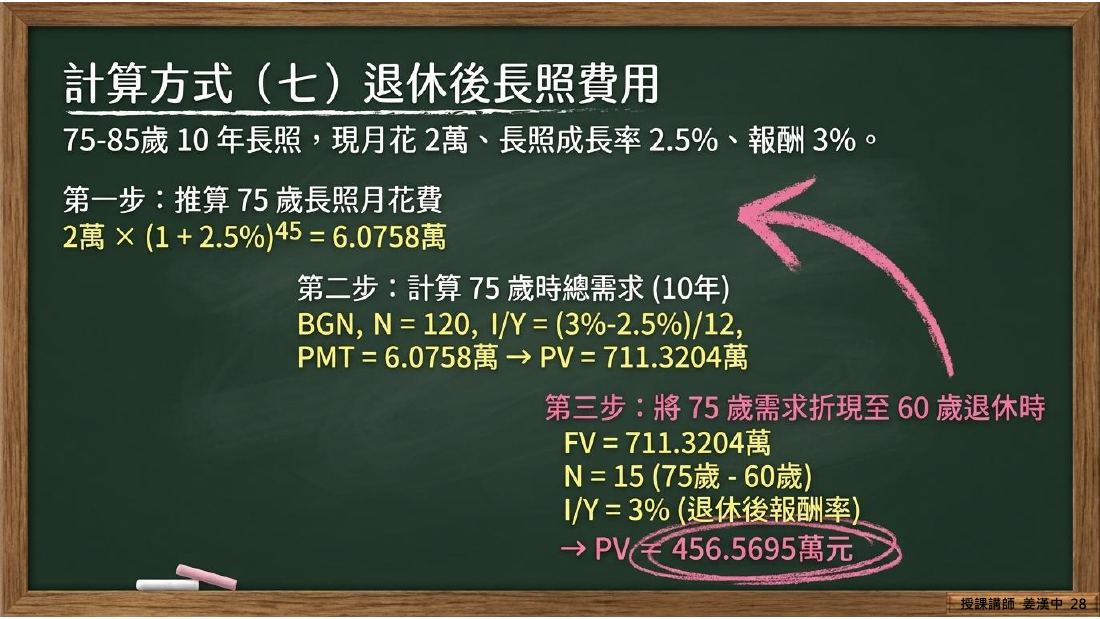 計算方式（七）退休後長照費用
75-85歲 10 年長照，現月花 2萬、長照成長率 2.5%、報酬 3%。
第一步：推算 75 歲長照月花費
2萬 × (1 + 2.5%)⁴⁵ = 6.0758萬
第二步：計算 75 歲時總需求 (10年)
BGN, N = 120, I/Y = (3%-2.5%)/12,
PMT = 6.0758萬 → PV = 711.3204萬
第三步：將 75 歲需求折現至 60 歲退休時
FV = 711.3204萬
N = 15 (75歲 - 60歲)
I/Y = 3% (退休後報酬率)
→ PV = 456.5695萬元
授課講師 姜漢中 28